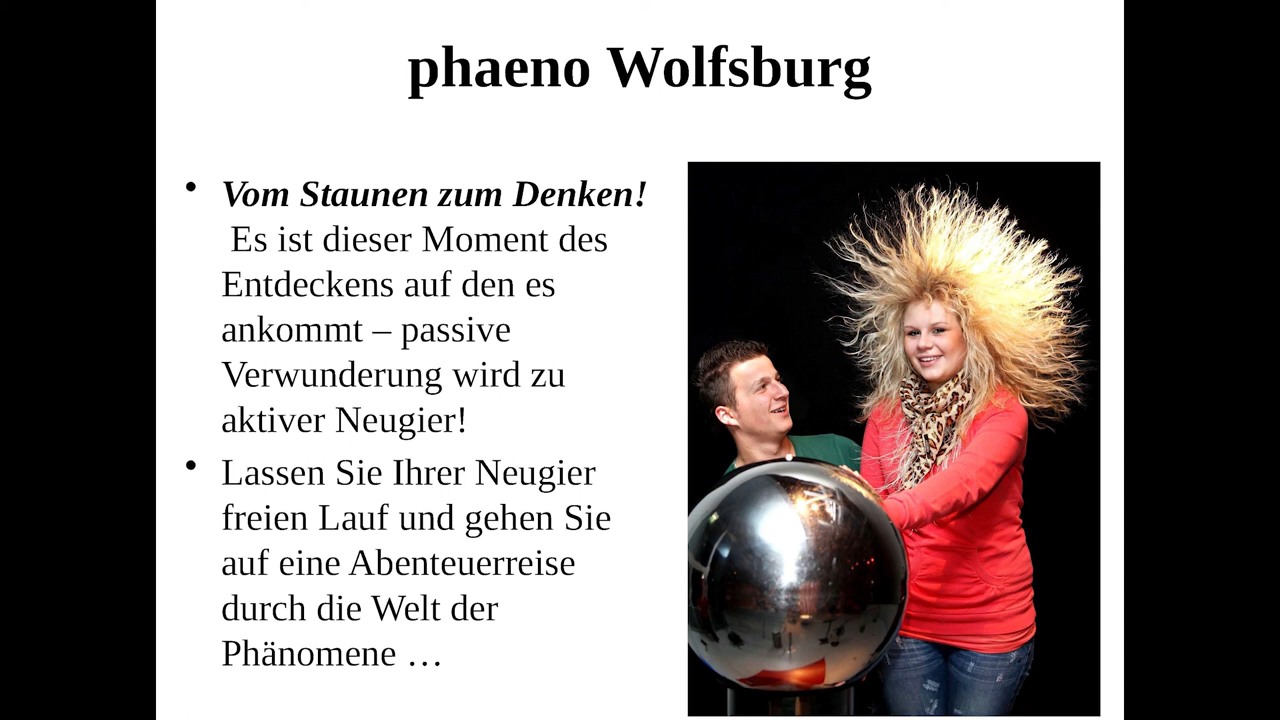 phaeno Wolfsburg
• Vom Staunen zum Denken!
Es ist dieser Moment des
Entdeckens auf den es
ankommt – passive
Verwunderung wird zu
aktiver Neugier!
• Lassen Sie Ihrer Neugier
freien Lauf und gehen Sie
auf eine Abenteuerreise
durch die Welt der
Phänomene …